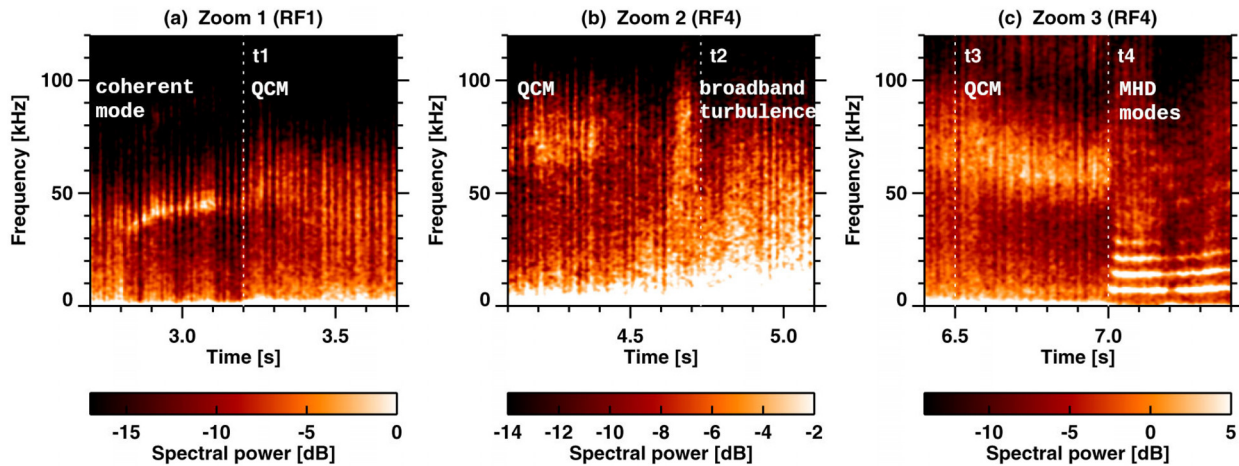 (a) Zoom 1 (RF1)
t1
coherent
mode
QCM
100
50
0
Frequency [kHz]
3.0
3.5
Time [s]
-15
-10
-5
0
Spectral power [dB]
(b) Zoom 2 (RF4)
t2
QCM
broadband
turbulence
100
50
0
Frequency [kHz]
4.5
5.0
Time [s]
-14
-12
-10
-8
-6
-4
-2
Spectral power [dB]
(c) Zoom 3 (RF4)
t3
QCM
t4
MHD
modes
100
50
0
Frequency [kHz]
6.5
7.0
Time [s]
-10
-5
0
5
Spectral power [dB]